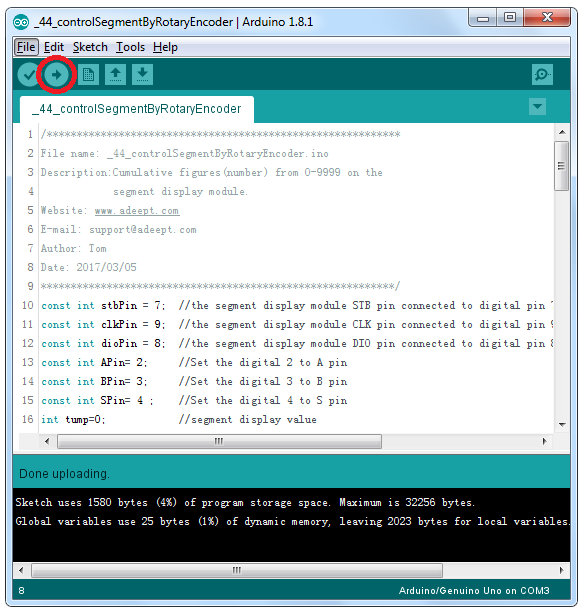 _44_controlSegmentByRotaryEncoder | Arduino 1.8.1
File Edit Sketch Tools Help
_44_controlSegmentByRotaryEncoder
1 /***********************************************************
2 File name: _44_controlSegmentByRotaryEncoder.ino
3 Description:Cumulative figures(number) from 0-9999 on the
4 segment display module.
5 Website: www.adeept.com
6 E-mail: support@adeept.com
7 Author: Tom
8 Date: 2017/03/05
9 ***********************************************************/
10 const int stbPin = 7; //the segment display module STB pin connected to digital pin 7
11 const int clkPin = 9; //the segment display module CLK pin connected to digital pin 9
12 const int dioPin = 8; //the segment display module DIO pin connected to digital pin 8
13 const int APin= 2; //Set the digital 2 to A pin
14 const int BPin= 3; //Set the digital 3 to B pin
15 const int SPin= 4 ; //Set the digital 4 to S pin
16 int tump=0; //segment display value
Done uploading.
Sketch uses 1580 bytes (4%) of program storage space. Maximum is 32256 bytes.
Global variables use 25 bytes (1%) of dynamic memory, leaving 2023 bytes for local variables.
8 Arduino/Genuino Uno on COM3